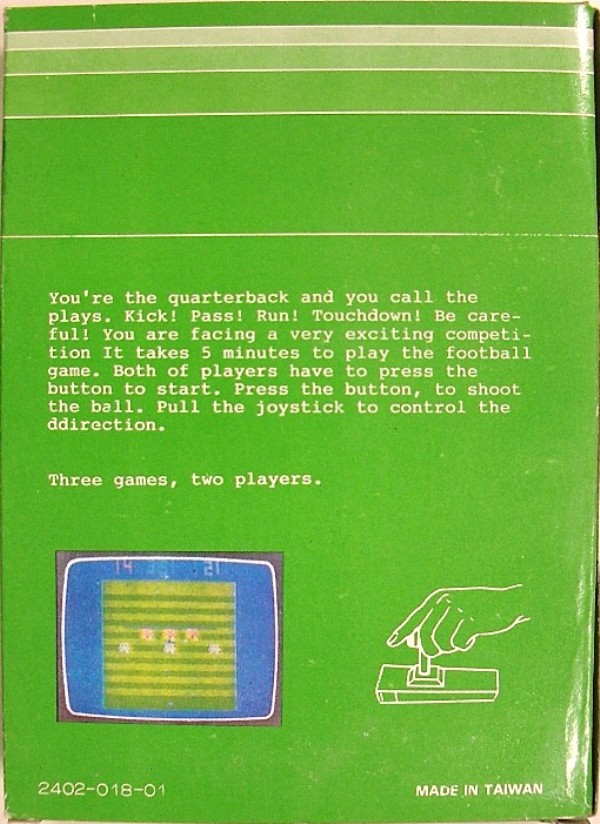 You're the quarterback and you call the
plays. Kick! Pass! Run! Touchdown! Be care-
ful! You are facing a very exciting competi-
tion It takes 5 minutes to play the football
game. Both of players have to press the
button to start. Press the button, to shoot
the ball. Pull the joystick to control the
ddirection.
Three games, two players.
14 21
2402-018-01
MADE IN TAIWAN